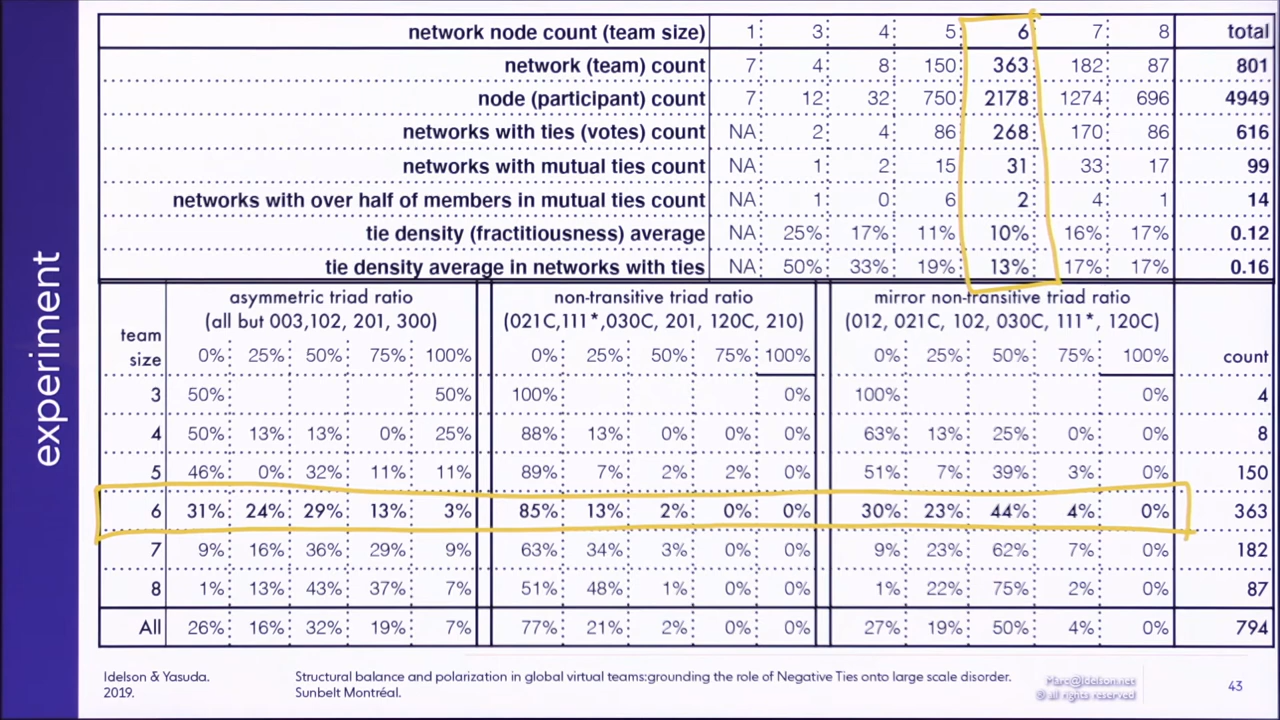 experiment
network node count (team size) 1 3 4 5 6 7 8 total
network (team) count 7 4 8 150 363 182 87 801
node (participant) count 7 12 32 750 2178 1274 696 4949
networks with ties (votes) count NA 2 4 86 268 170 86 616
networks with mutual ties count NA 1 2 15 31 33 17 99
networks with over half of members in mutual ties count NA 1 0 6 2 4 1 14
tie density (fractitiousness) average NA 25% 17% 11% 10% 16% 17% 0.12
tie density average in networks with ties NA 50% 33% 19% 13% 17% 17% 0.16
asymmetric triad ratio non-transitive triad ratio mirror non-transitive triad ratio
(all but 003,102, 201, 300) (021C,111*,030C, 201, 120C, 210) (012, 021C, 102, 030C, 111*, 120C)
team size 0% 25% 50% 75% 100% 0% 25% 50% 75% 100% 0% 25% 50% 75% 100% count
3 50% 50% 100% 0% 100% 0% 4
4 50% 13% 13% 0% 25% 88% 13% 0% 0% 0% 63% 13% 25% 0% 0% 8
5 46% 0% 32% 11% 11% 89% 7% 2% 2% 0% 51% 7% 39% 3% 0% 150
6 31% 24% 29% 13% 3% 85% 13% 2% 0% 0% 30% 23% 44% 4% 0% 363
7 9% 16% 36% 29% 9% 63% 34% 3% 0% 0% 9% 23% 62% 7% 0% 182
8 1% 13% 43% 37% 7% 51% 48% 1% 0% 0% 1% 22% 75% 2% 0% 87
All 26% 16% 32% 19% 7% 77% 21% 2% 0% 0% 27% 19% 50% 4% 0% 794
Idelson & Yasuda. Structural balance and polarization in global virtual teams:grounding the role of Negative Ties onto large scale disorder.
2019. Sunbelt Montréal.
Marc@Idelson.net
© all rights reserved
43